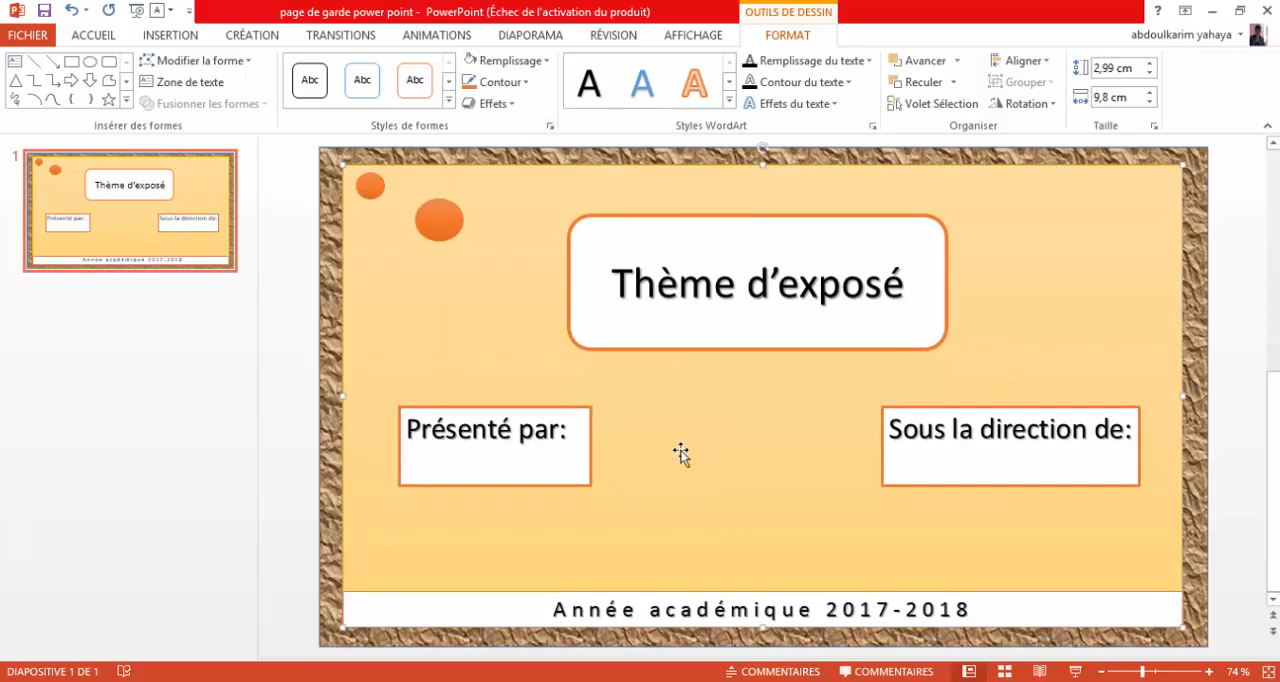 page de garde power point - PowerPoint (Échec de l'activation du produit)
OUTILS DE DESSIN
?
FICHIER ACCUEIL INSERTION CRÉATION TRANSITIONS ANIMATIONS DIAPORAMA RÉVISION AFFICHAGE FORMAT abdoulkarim yahaya
Modifier la forme
Zone de texte
Fusionner les formes
Insérer des formes
Abc Abc Abc
Remplissage
Contour
Effets
Styles de formes
A A A
Remplissage du texte
Contour du texte
Effets du texte
Styles WordArt
Avancer
Reculer
Volet Sélection
Aligner
Grouper
Rotation
Organiser
2,99 cm
9,8 cm
Taille
1
Thème d'exposé
Présenté par:
Sous la direction de:
Année académique 2017-2018
Thème d’exposé
Présenté par:
Sous la direction de:
Année académique 2017-2018
DIAPOSITIVE 1 DE 1
COMMENTAIRES
COMMENTAIRES
74 %